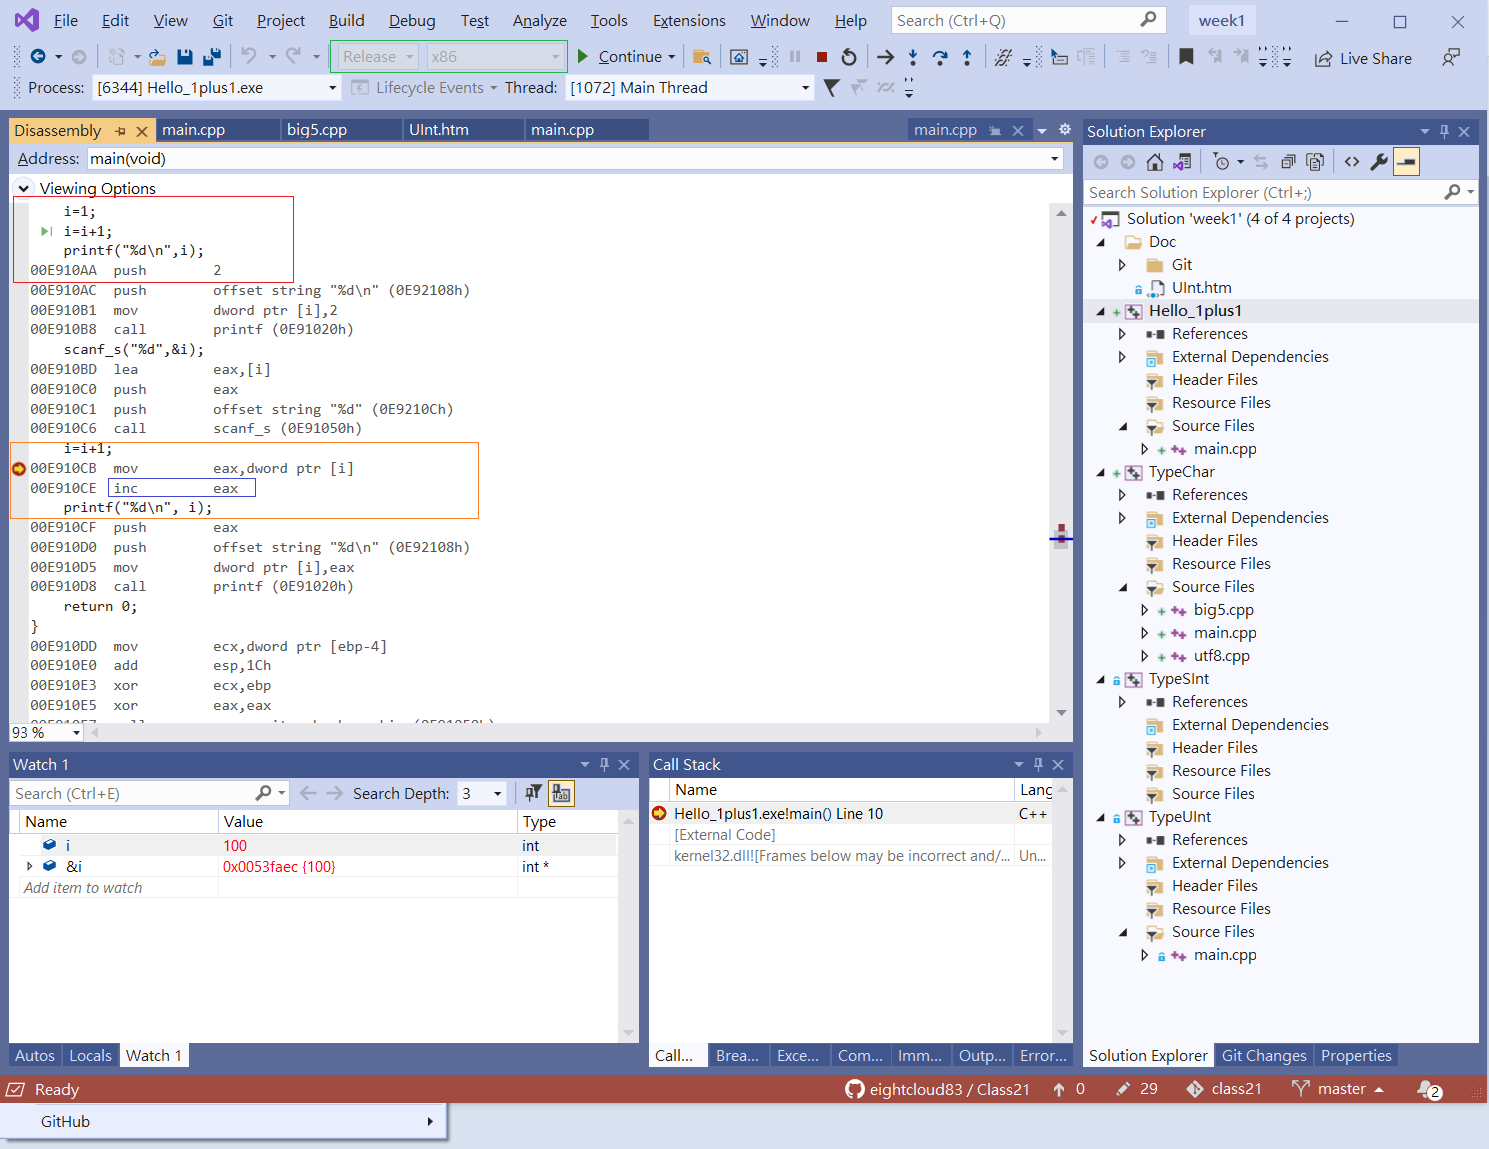 File Edit View Git Project Build Debug Test Analyze Tools Extensions Window Help Search (Ctrl+Q) week1
Release x86 Continue Live Share
Process: [6344] Hello_1plus1.exe Lifecycle Events Thread: [1072] Main Thread
Disassembly main.cpp big5.cpp UInt.htm main.cpp main.cpp
Address: main(void)
Viewing Options
i=1;
i=i+1;
printf("%d\n",i);
00E910AA push 2
00E910AC push offset string "%d\n" (0E92108h)
00E910B1 mov dword ptr [i],2
00E910B8 call printf (0E91020h)
scanf_s("%d",&i);
00E910BD lea eax,[i]
00E910C0 push eax
00E910C1 push offset string "%d" (0E9210Ch)
00E910C6 call scanf_s (0E91050h)
i=i+1;
00E910CB mov eax,dword ptr [i]
00E910CE inc eax
printf("%d\n", i);
00E910CF push eax
00E910D0 push offset string "%d\n" (0E92108h)
00E910D5 mov dword ptr [i],eax
00E910D8 call printf (0E91020h)
return 0;
}
00E910DD mov ecx,dword ptr [ebp-4]
00E910E0 add esp,1Ch
00E910E3 xor ecx,ebp
00E910E5 xor eax,eax
93 %
Watch 1
Search (Ctrl+E) Search Depth: 3
Name Value Type
i 100 int
&i 0x0053faec {100} int *
Add item to watch
Autos Locals Watch 1
Call Stack
Name Lang
Hello_1plus1.exe!main() Line 10 C++
[External Code]
kernel32.dll![Frames below may be incorrect and/... Un...
Call... Brea... Exce... Com... Imm... Outp... Error...
Solution Explorer
Search Solution Explorer (Ctrl+;)
Solution 'week1' (4 of 4 projects)
Doc
Git
UInt.htm
Hello_1plus1
References
External Dependencies
Header Files
Resource Files
Source Files
main.cpp
TypeChar
References
External Dependencies
Header Files
Resource Files
Source Files
big5.cpp
main.cpp
utf8.cpp
TypeSInt
References
External Dependencies
Header Files
Resource Files
Source Files
TypeUInt
References
External Dependencies
Header Files
Resource Files
Source Files
main.cpp
Solution Explorer Git Changes Properties
Ready eightcloud83 / Class21 0 29 class21 master 2
GitHub